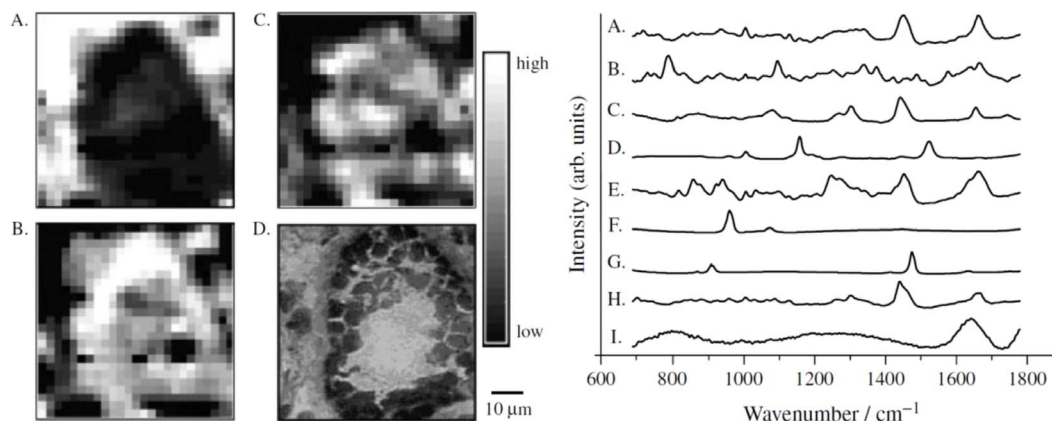 A.
C.
high
low
B.
D.
10 μm
Intensity (arb. units)
A.
B.
C.
D.
E.
F.
G.
H.
I.
600 800 1000 1200 1400 1600 1800
Wavenumber / cm⁻¹